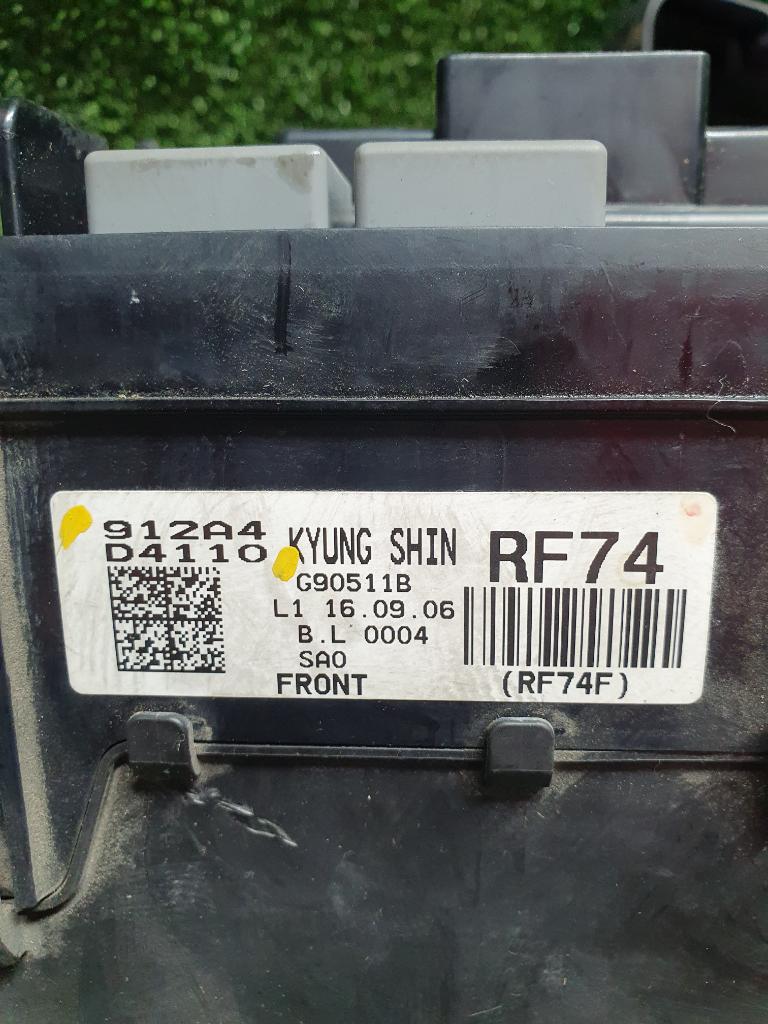 912A4
D4110
KYUNG SHIN
RF74
G90511B
L1 16.09.06
B.L 0004
SA0
FRONT
(RF74F)